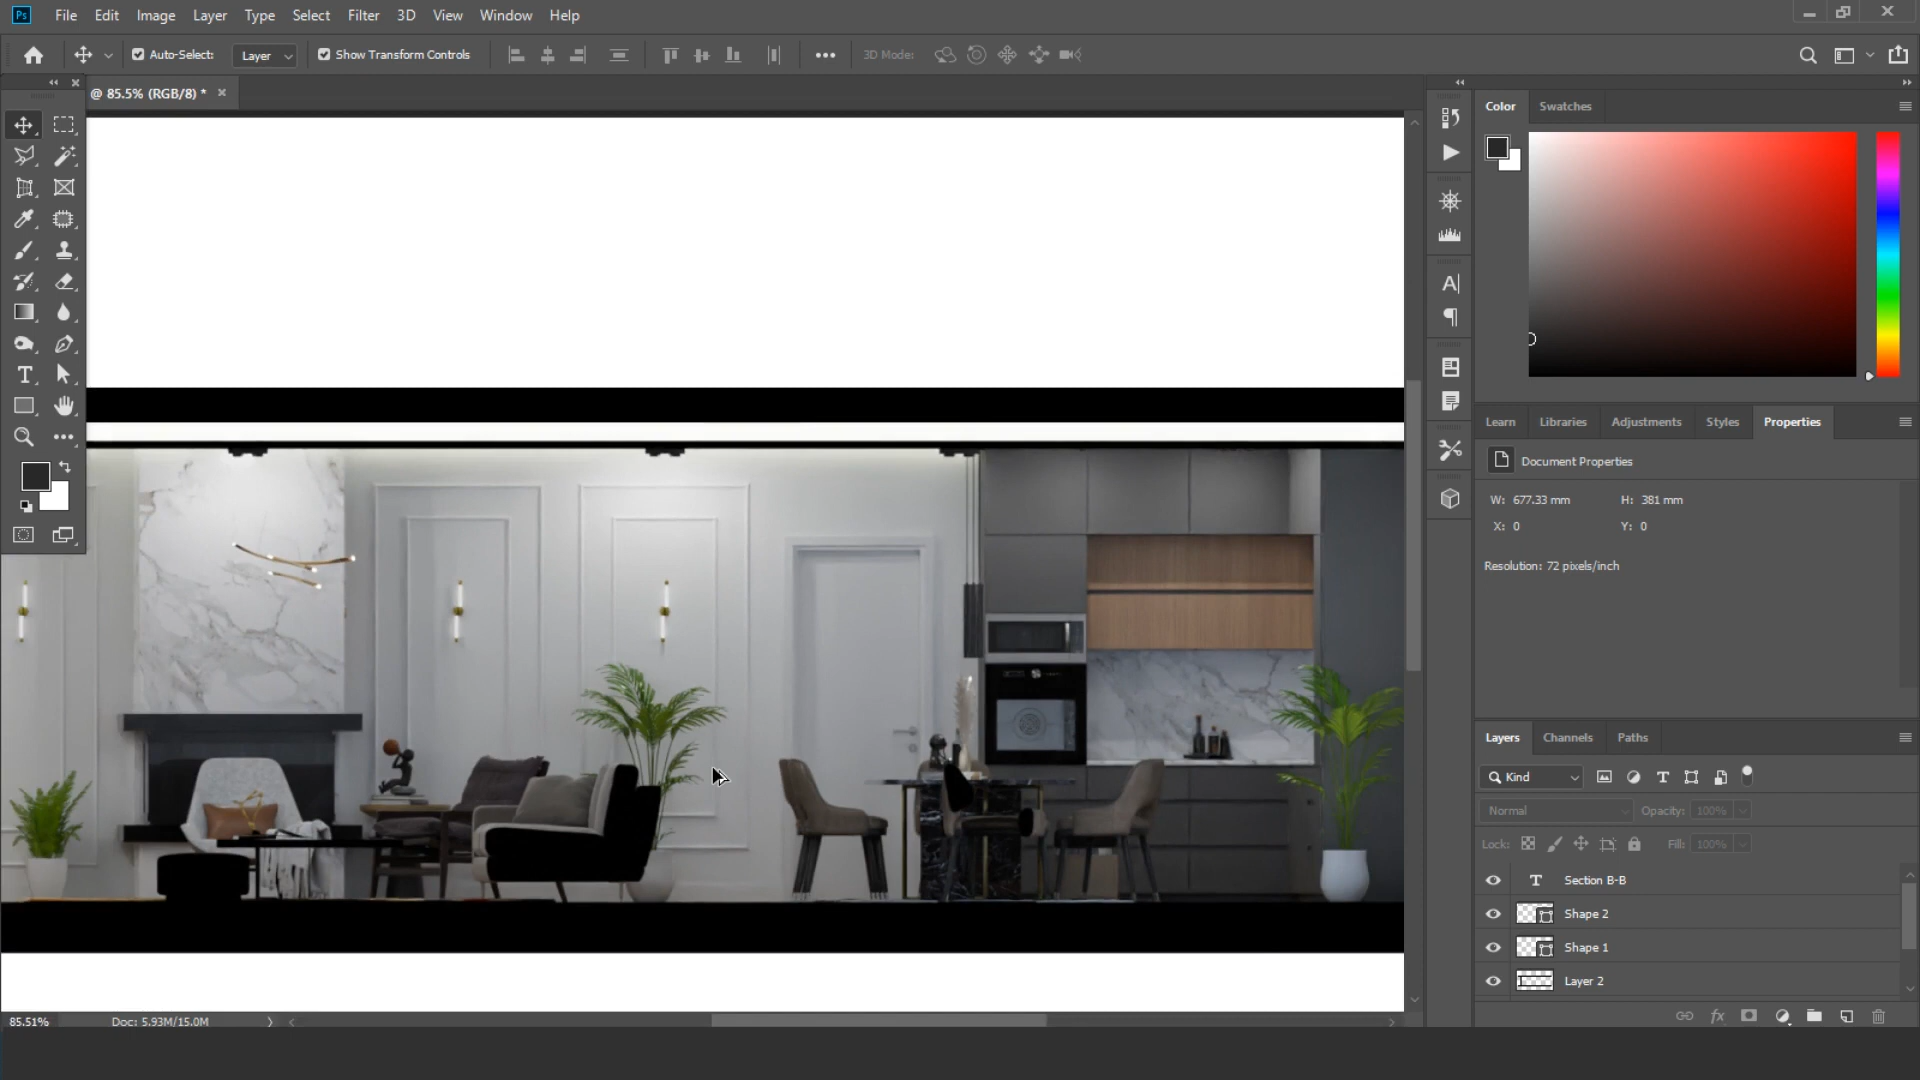 Ps File Edit Image Layer Type Select Filter 3D View Window Help
Auto-Select: Layer Show Transform Controls 3D Mode:
@ 85.5% (RGB/8) *
Color Swatches
Learn Libraries Adjustments Styles Properties
Document Properties
W: 677.33 mm H: 381 mm
X: 0 Y: 0
Resolution: 72 pixels/inch
Layers Channels Paths
Kind
Normal Opacity: 100%
Lock: Fill: 100%
Section B-B
Shape 2
Shape 1
Layer 2
85.51% Doc: 5.93M/15.0M